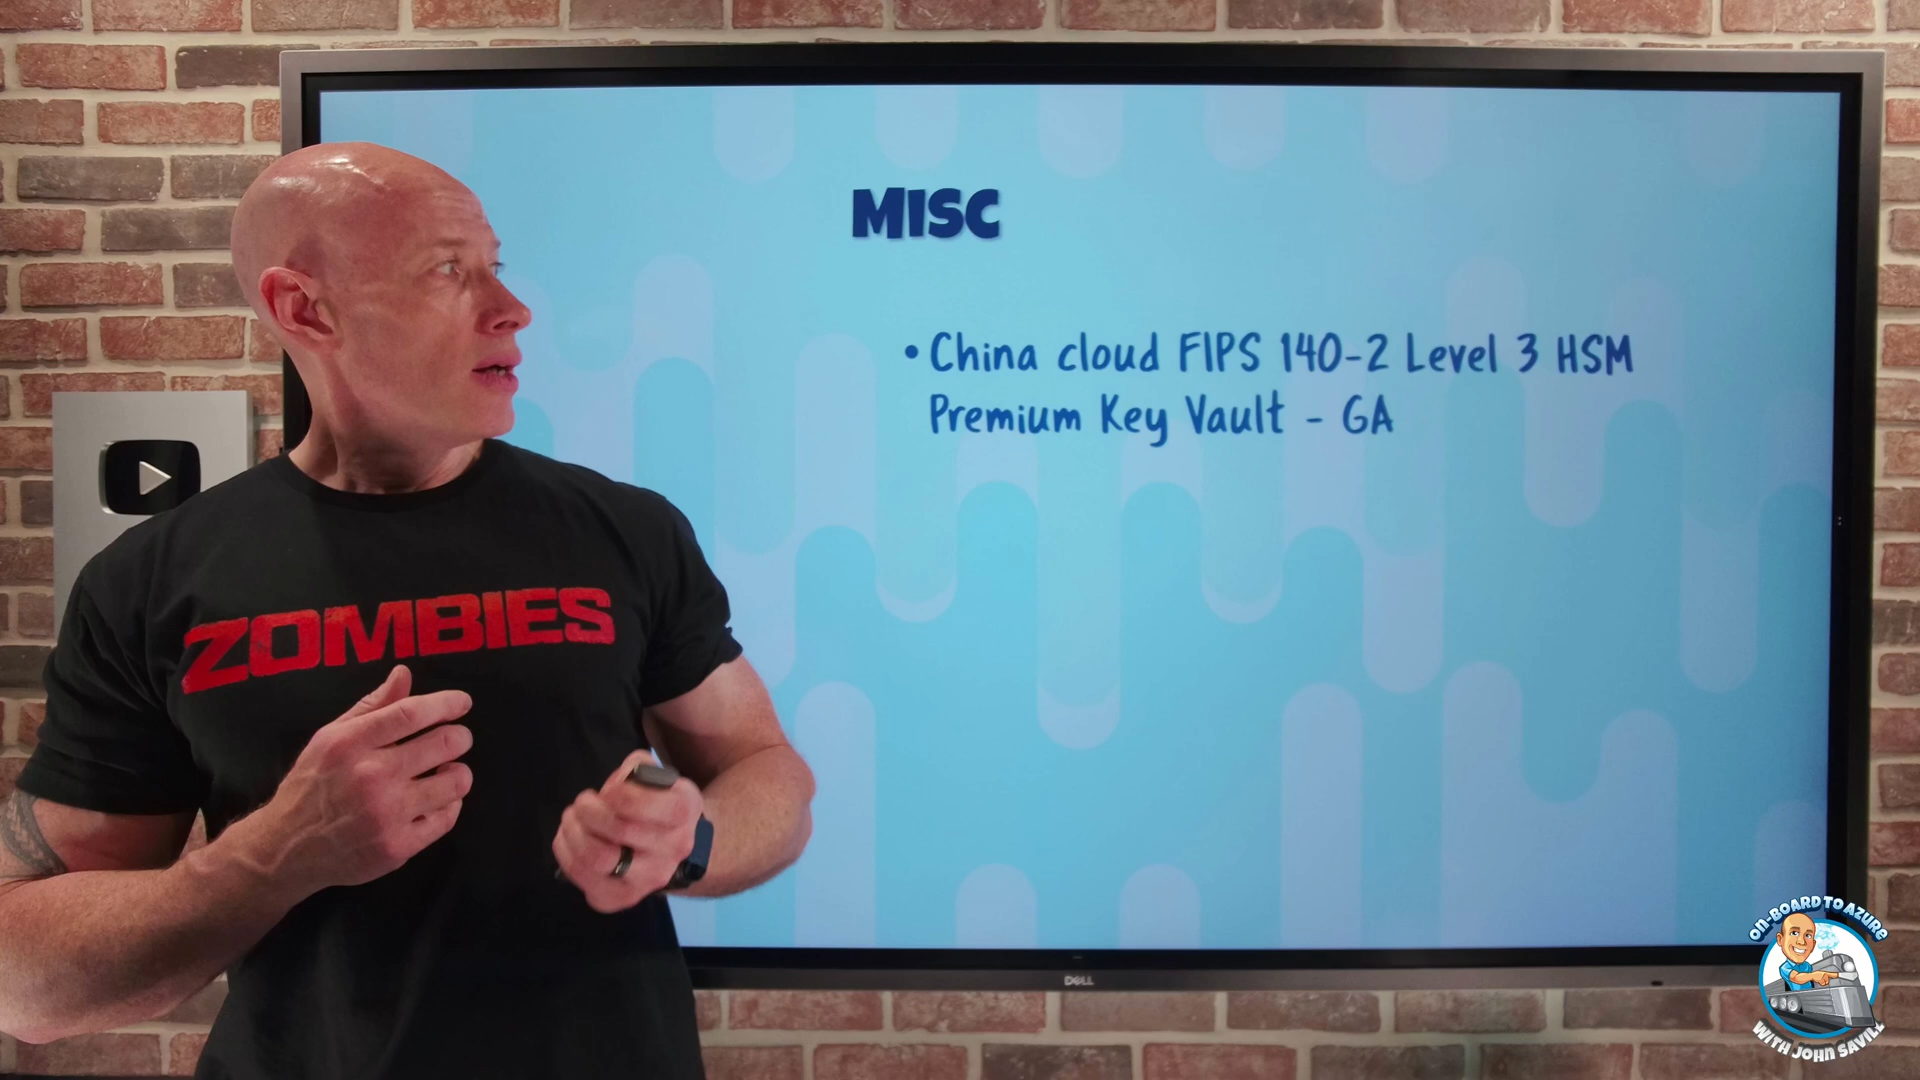 MISC
• China cloud FIPS 140-2 Level 3 HSM
Premium Key Vault - GA
ZOMBIES
DELL
ON-BOARD TO AZURE
WITH JOHN SAVILL